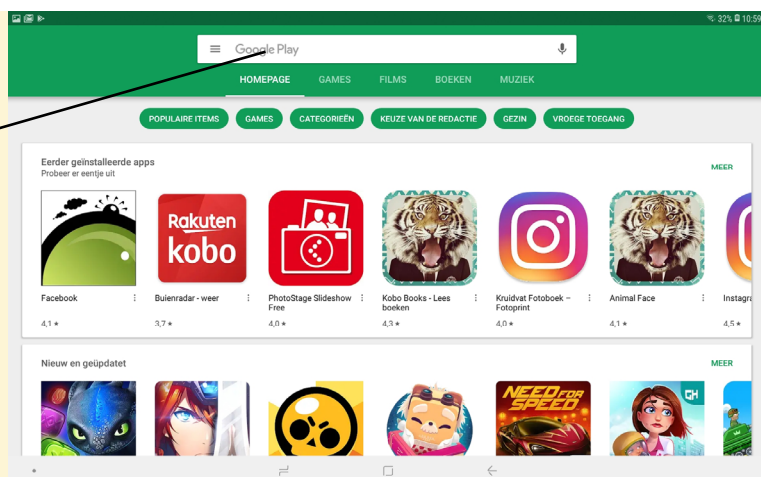 32% 10:59
Google Play
HOMEPAGE GAMES FILMS BOEKEN MUZIEK
POPULAIRE ITEMS GAMES CATEGORIEËN KEUZE VAN DE REDACTIE GEZIN VROEGE TOEGANG
Eerder geïnstalleerde apps
Probeer er eentje uit
MEER
Rakuten
kobo
Facebook
4,1 ★
Buienradar - weer
3,7 ★
PhotoStage Slideshow
Free
4,0 ★
Kobo Books - Lees
boeken
4,3 ★
Kruidvat Fotoboek –
Fotoprint
4,0 ★
Animal Face
4,1 ★
Instagra
4,5 ★
Nieuw en geüpdatet
MEER
NEED FOR
SPEED
GH